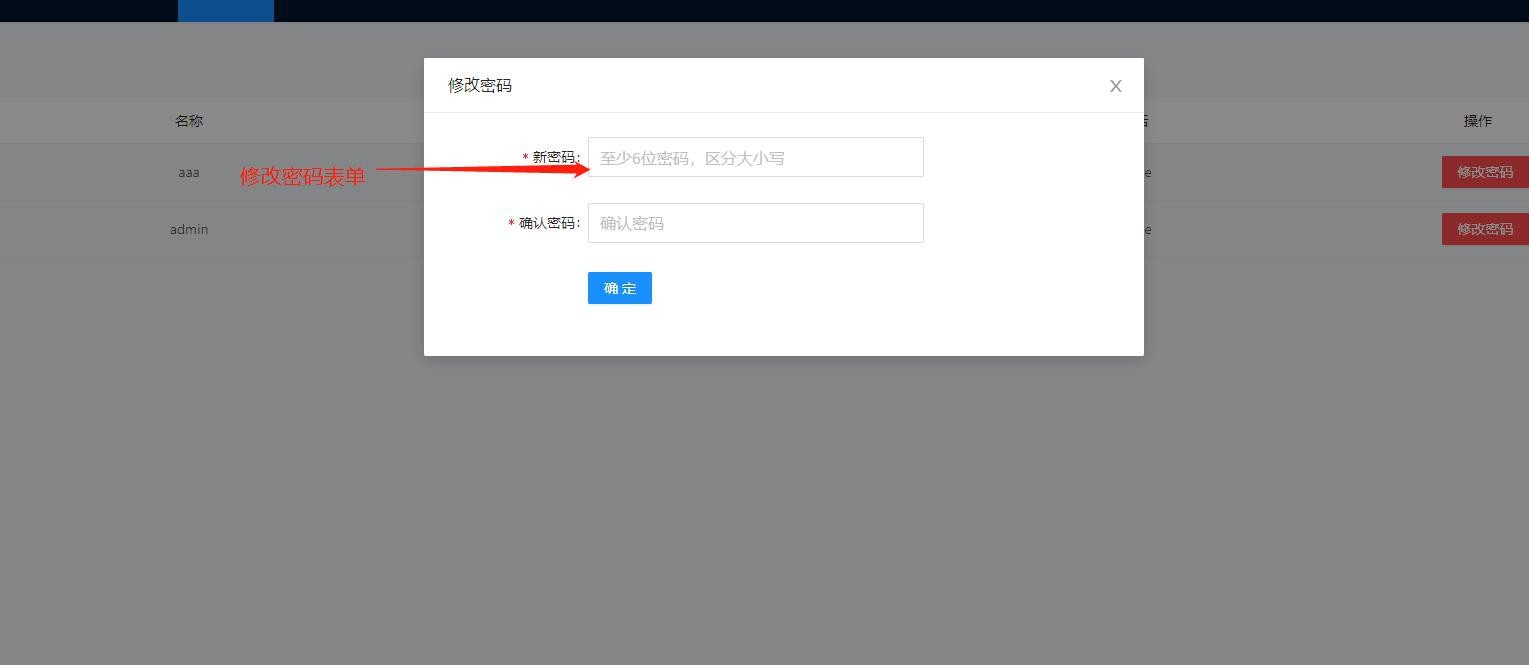 修改密码
名称
操作
* 新密码:
至少6位密码，区分大小写
aaa
修改密码表单
e
修改密码
* 确认密码:
确认密码
admin
e
修改密码
确 定